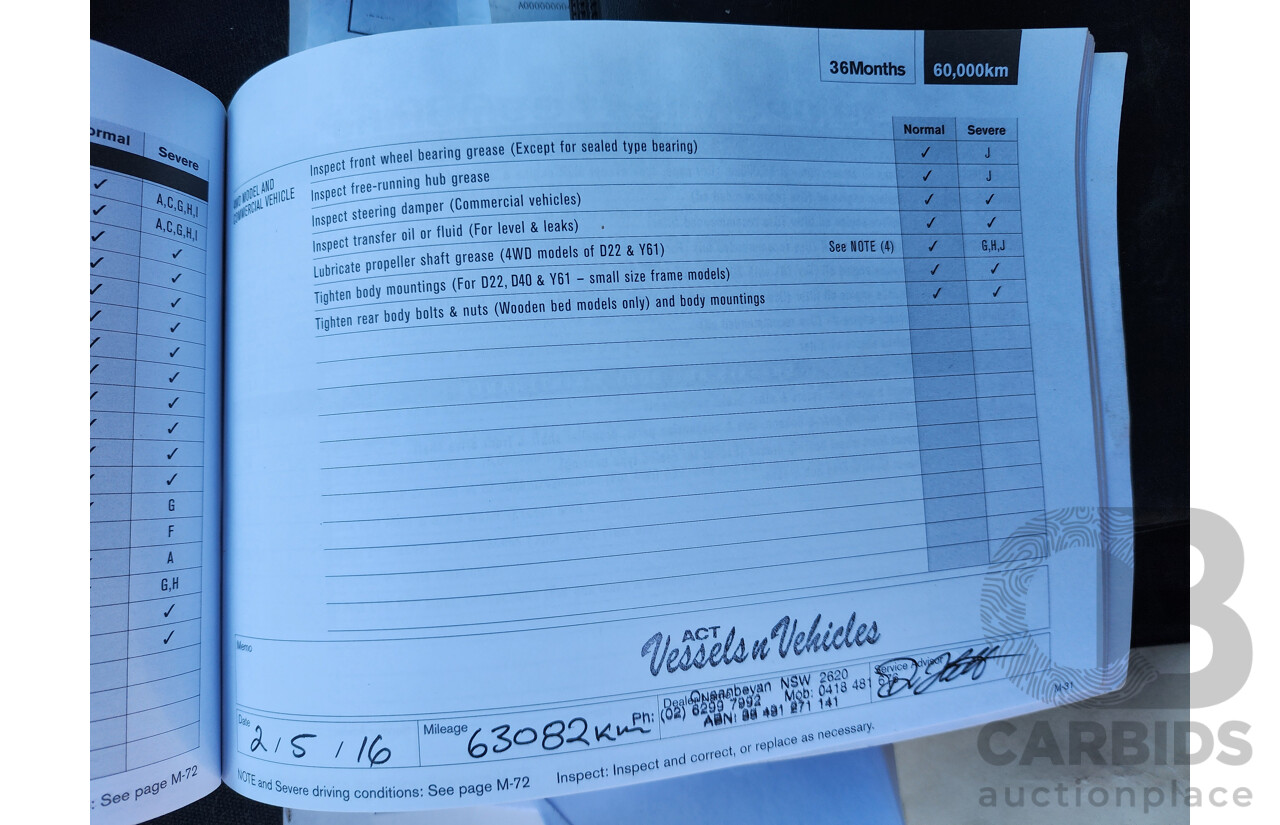 A00000000
ormal Severe
A,C,G,H,I
A,C,G,H,I
G
F
A
G,H
: See page M-72
36Months 60,000km
Normal Severe
MODEL AND
COMMERCIAL VEHICLE
Inspect front wheel bearing grease (Except for sealed type bearing) ✓ J
Inspect free-running hub grease ✓ J
Inspect steering damper (Commercial vehicles) ✓ ✓
Inspect transfer oil or fluid (For level & leaks) ✓ ✓
Lubricate propeller shaft grease (4WD models of D22 & Y61) See NOTE (4) ✓ G,H,J
Tighten body mountings (For D22, D40 & Y61 – small size frame models) ✓ ✓
Tighten rear body bolts & nuts (Wooden bed models only) and body mountings ✓ ✓
Memo
ACT
Vessels n Vehicles
Queanbeyan NSW 2620
Ph: (02) 6299 7992 Mob: 0418 481
ABN: 271 141
Service Advisor
Date 2/5/16
Mileage 63082km
M-31
NOTE and Severe driving conditions: See page M-72 Inspect: Inspect and correct, or replace as necessary.
CB
CARBIDS
auctionplace